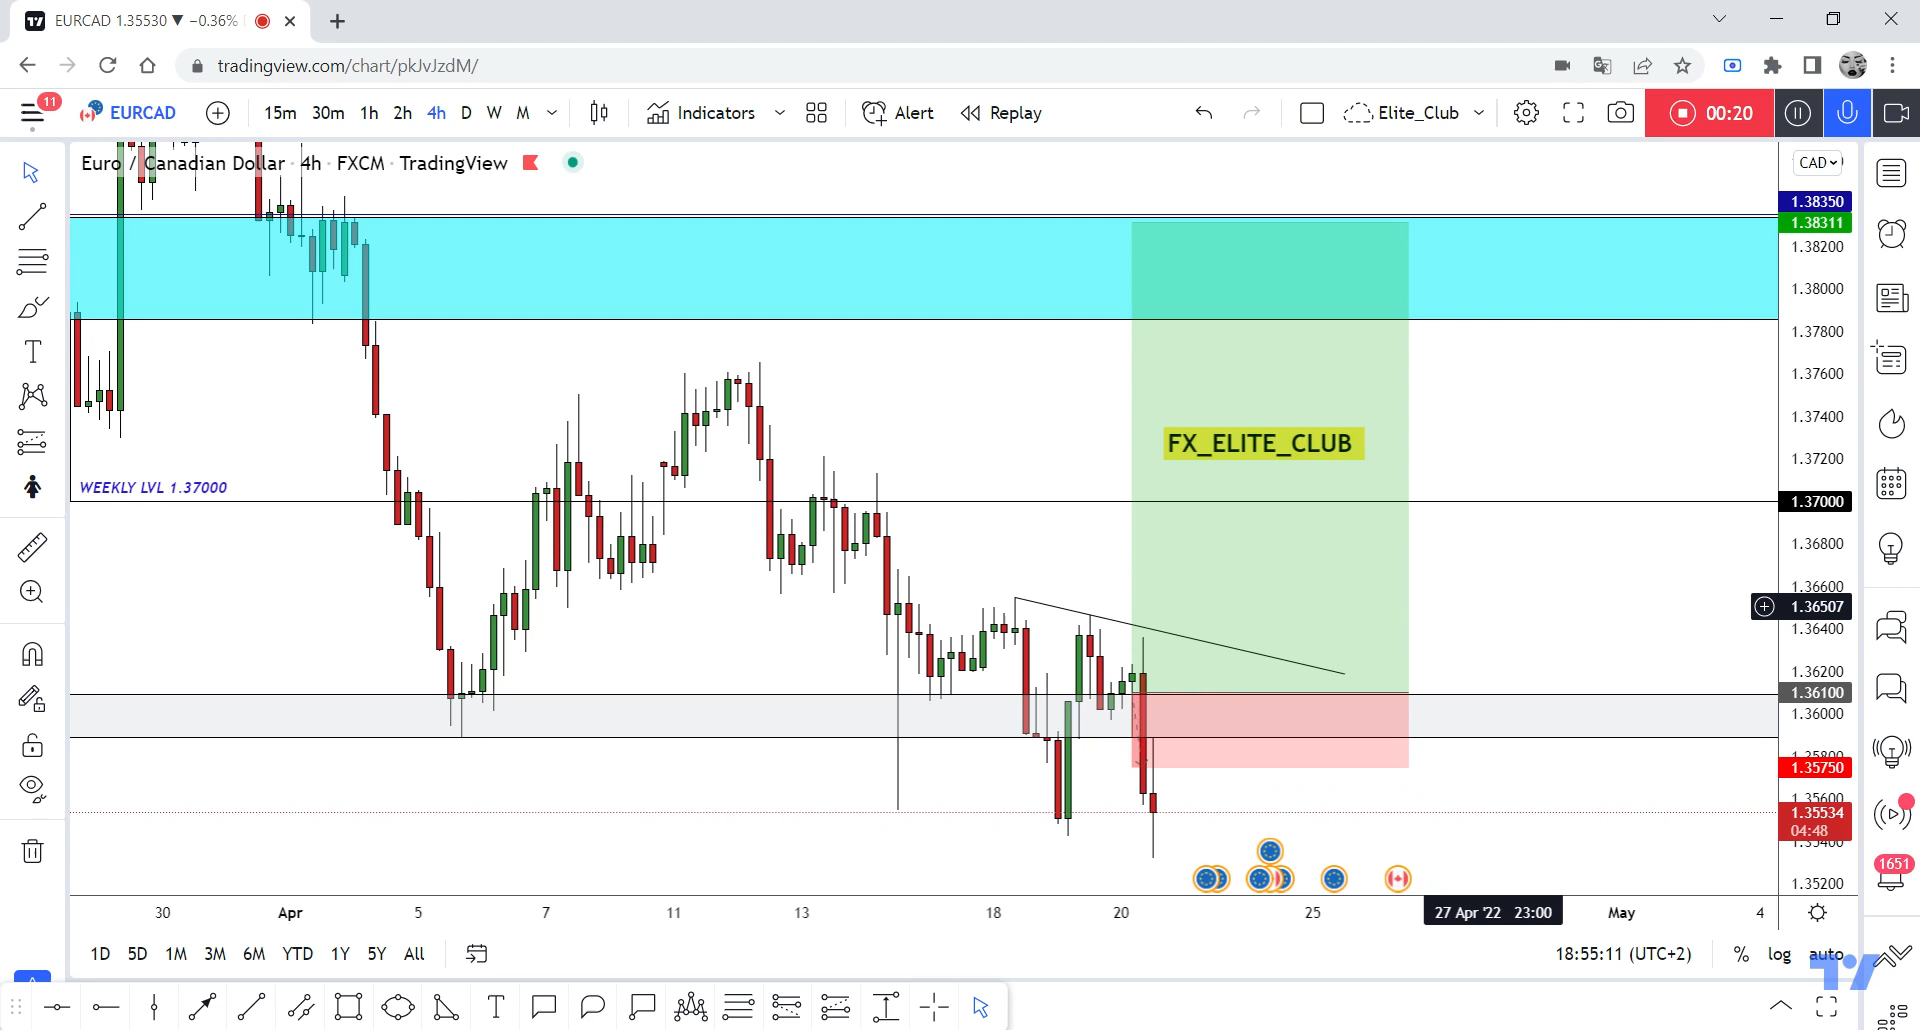 EURCAD 1.35530 ▼ −0.36%
tradingview.com/chart/pkJvJzdM/
11
EURCAD 15m 30m 1h 2h 4h D W M Indicators Alert Replay Elite_Club 00:20
Euro / Canadian Dollar · 4h · FXCM · TradingView
CAD
1.38350
1.38311
1.38200
1.38000
1.37800
1.37600
1.37400
FX_ELITE_CLUB
1.37200
WEEKLY LVL 1.37000
1.37000
1.36800
1.36600
1.36507
1.36400
1.36200
1.36100
1.36000
1.35800
1.35750
1.35600
1.35534
04:48
1.35400
1651
1.35200
30 Apr 5 7 11 13 18 20 25 27 Apr '22 23:00 May 4
1D 5D 1M 3M 6M YTD 1Y 5Y All 18:55:11 (UTC+2) % log auto